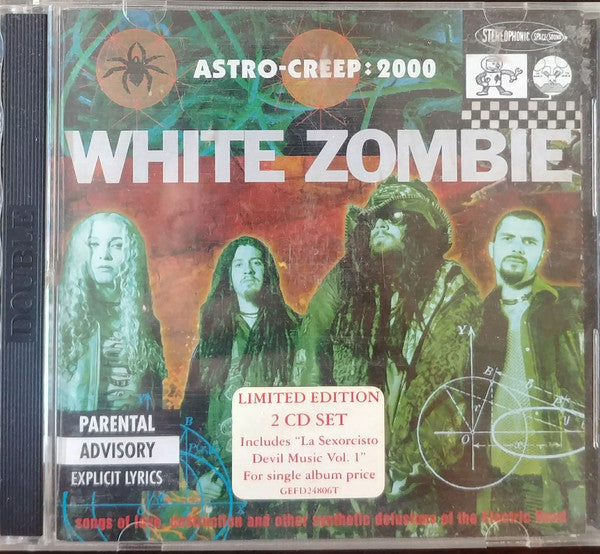 STEREOPHONIC SPACE SOUND
ASTRO-CREEP: 2000
WHITE ZOMBIE
DOUBLE
Y
B
B
X
r
PARENTAL
ADVISORY
EXPLICIT LYRICS
LIMITED EDITION
2 CD SET
Includes "La Sexorcisto
Devil Music Vol. 1"
For single album price
GEFD24806T
songs of love, destruction and other synthetic delusions of the Electric Head